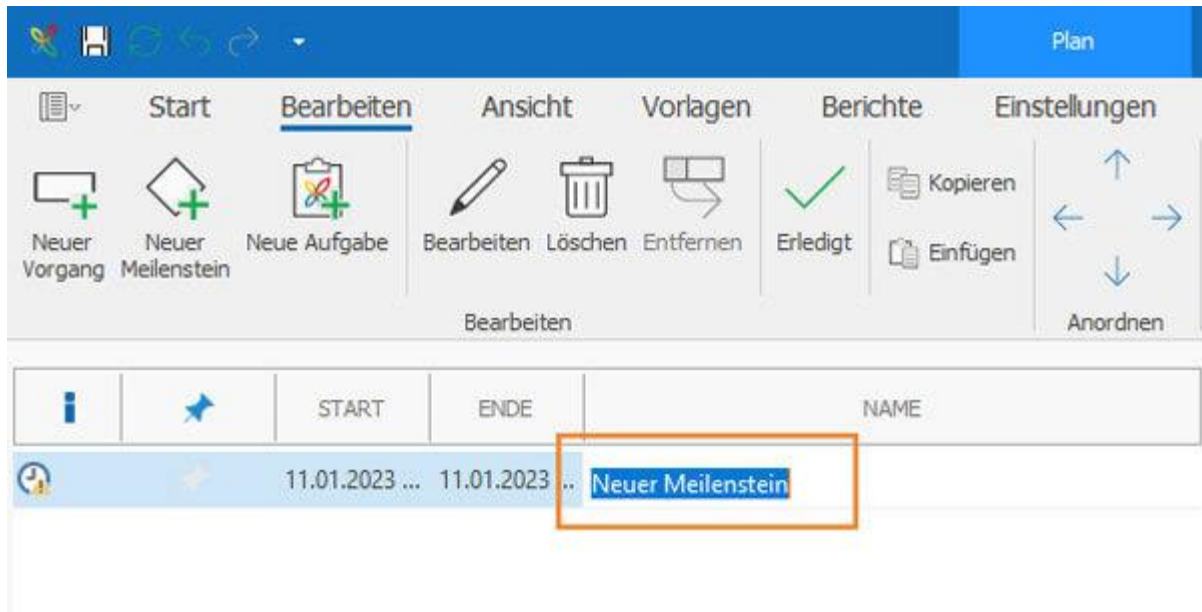 Plan
Start Bearbeiten Ansicht Vorlagen Berichte Einstellungen
Neuer Vorgang
Neuer Meilenstein
Neue Aufgabe
Bearbeiten
Löschen
Entfernen
Erledigt
Kopieren
Einfügen
Bearbeiten
Anordnen
START ENDE NAME
11.01.2023 ... 11.01.2023 ... Neuer Meilenstein